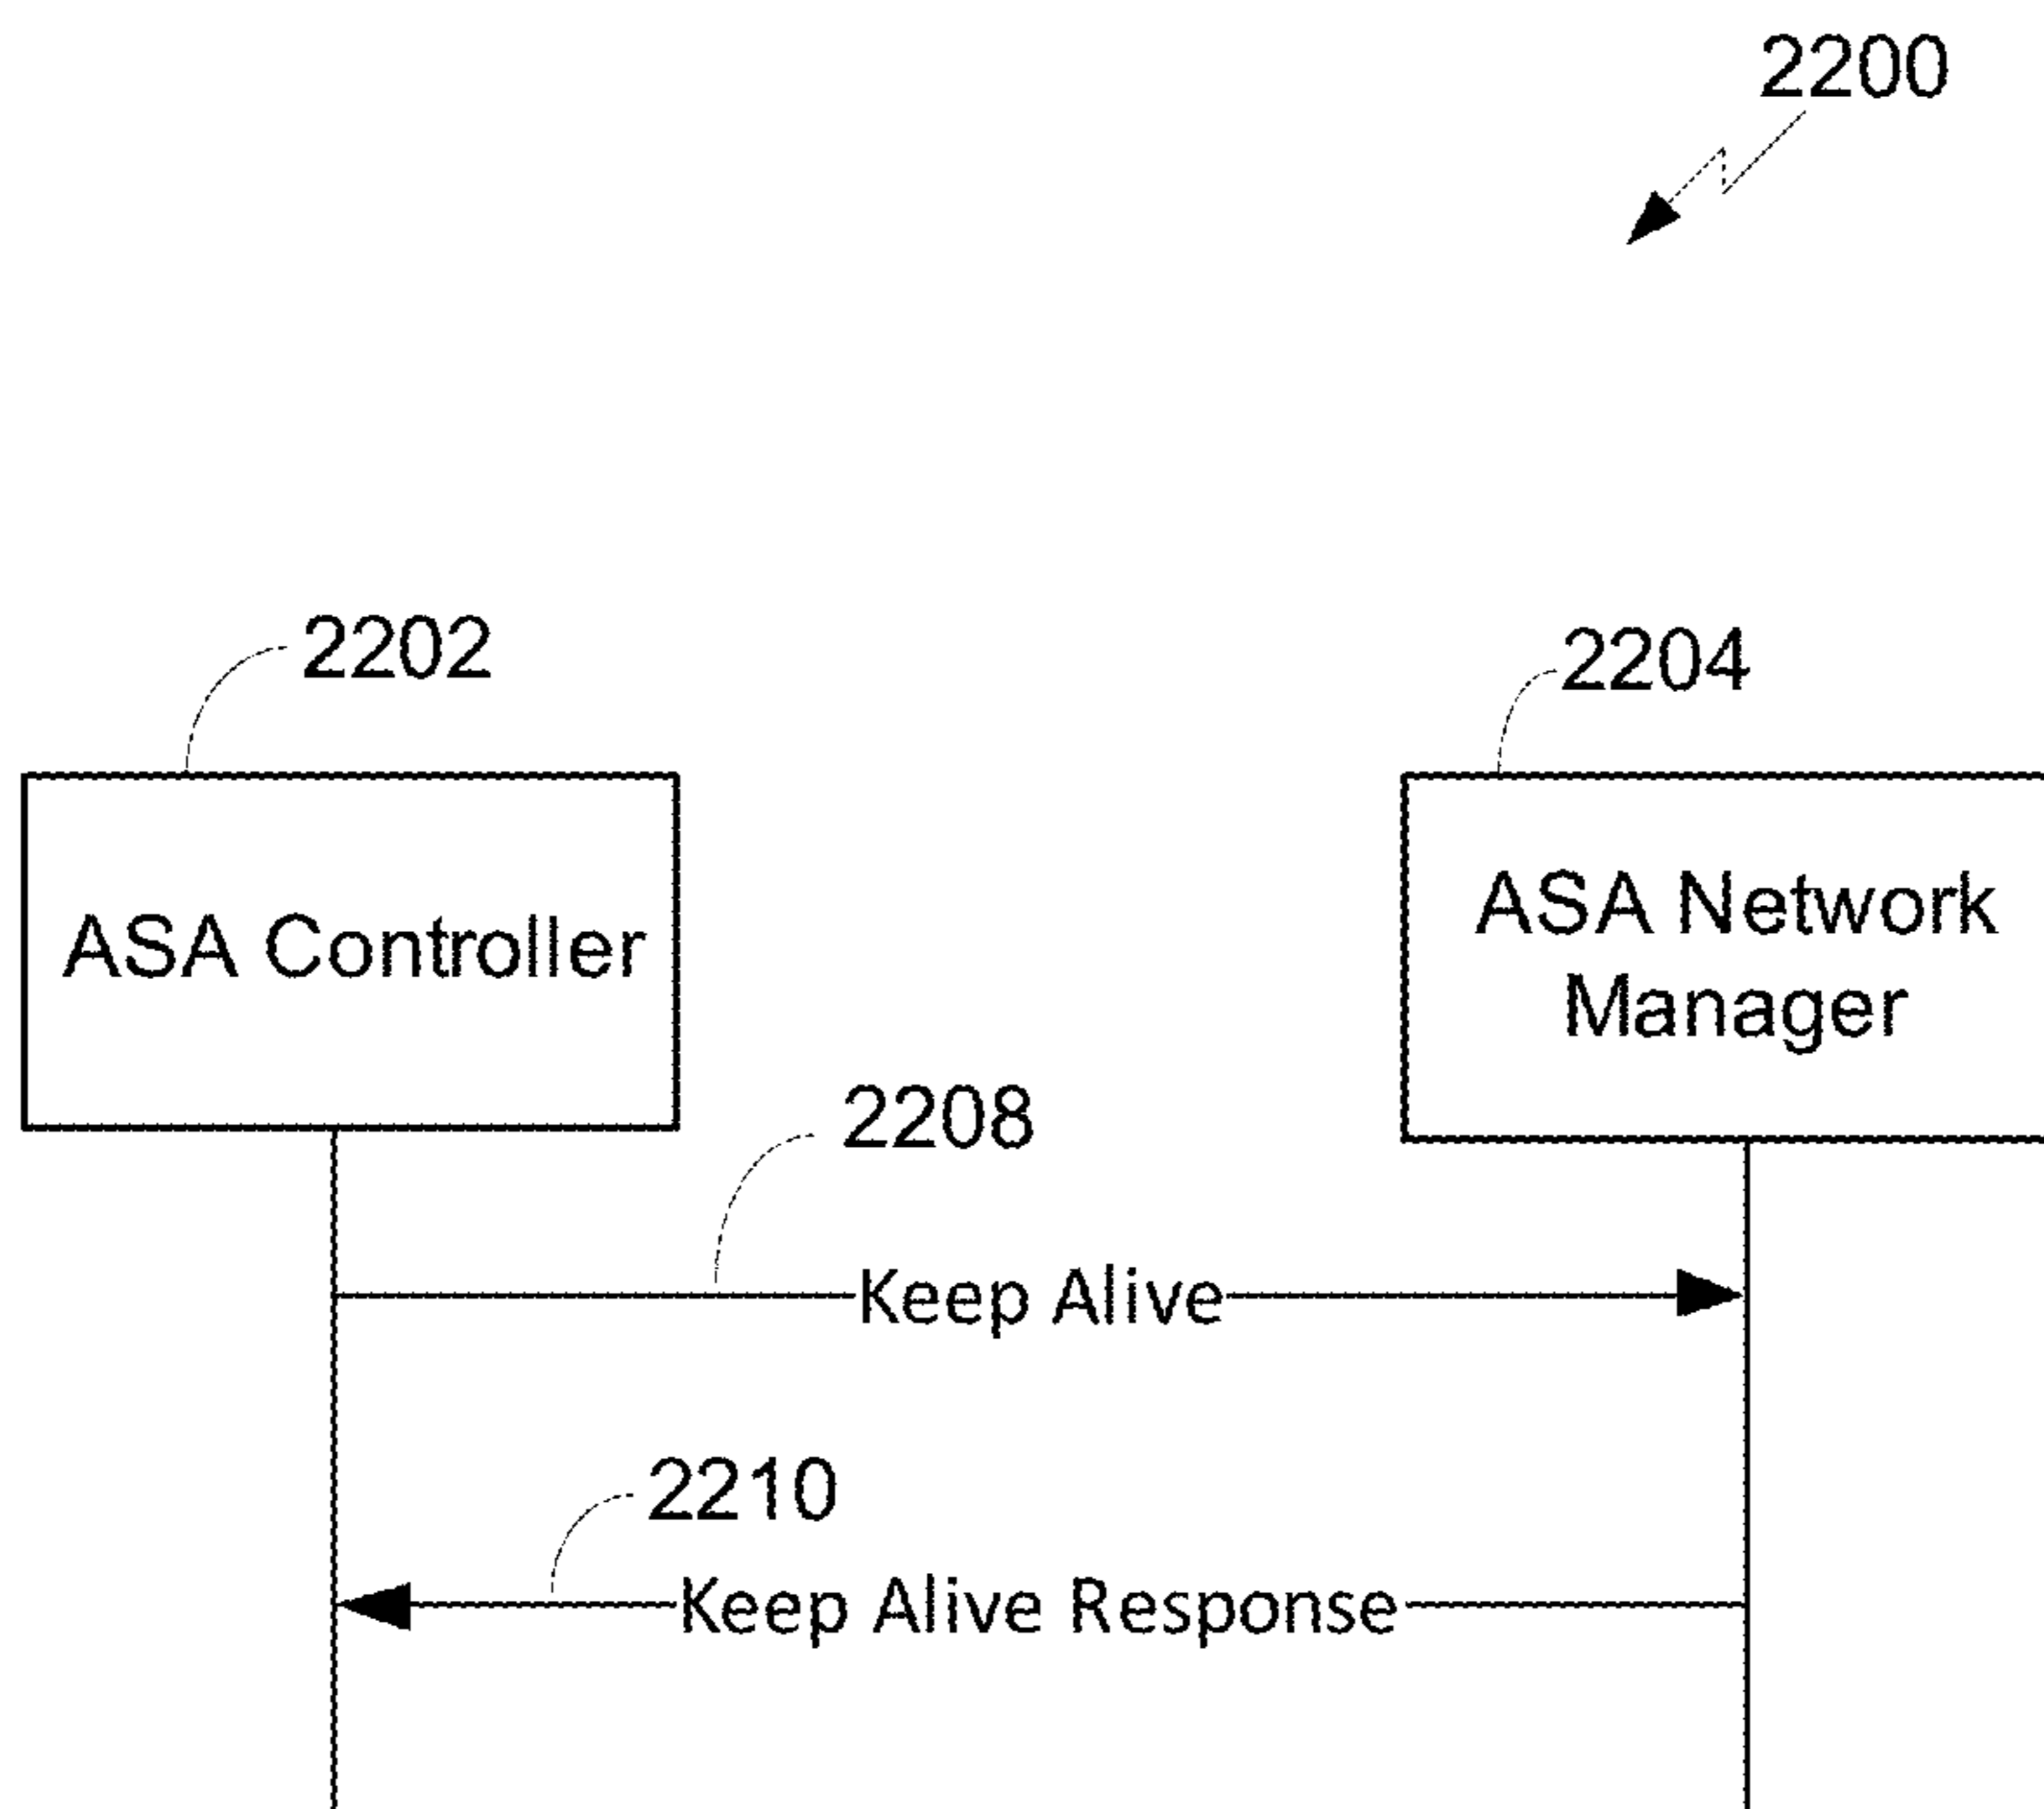 2200
2202
2204
ASA Controller
ASA Network
Manager
2208
Keep Alive
2210
Keep Alive Response